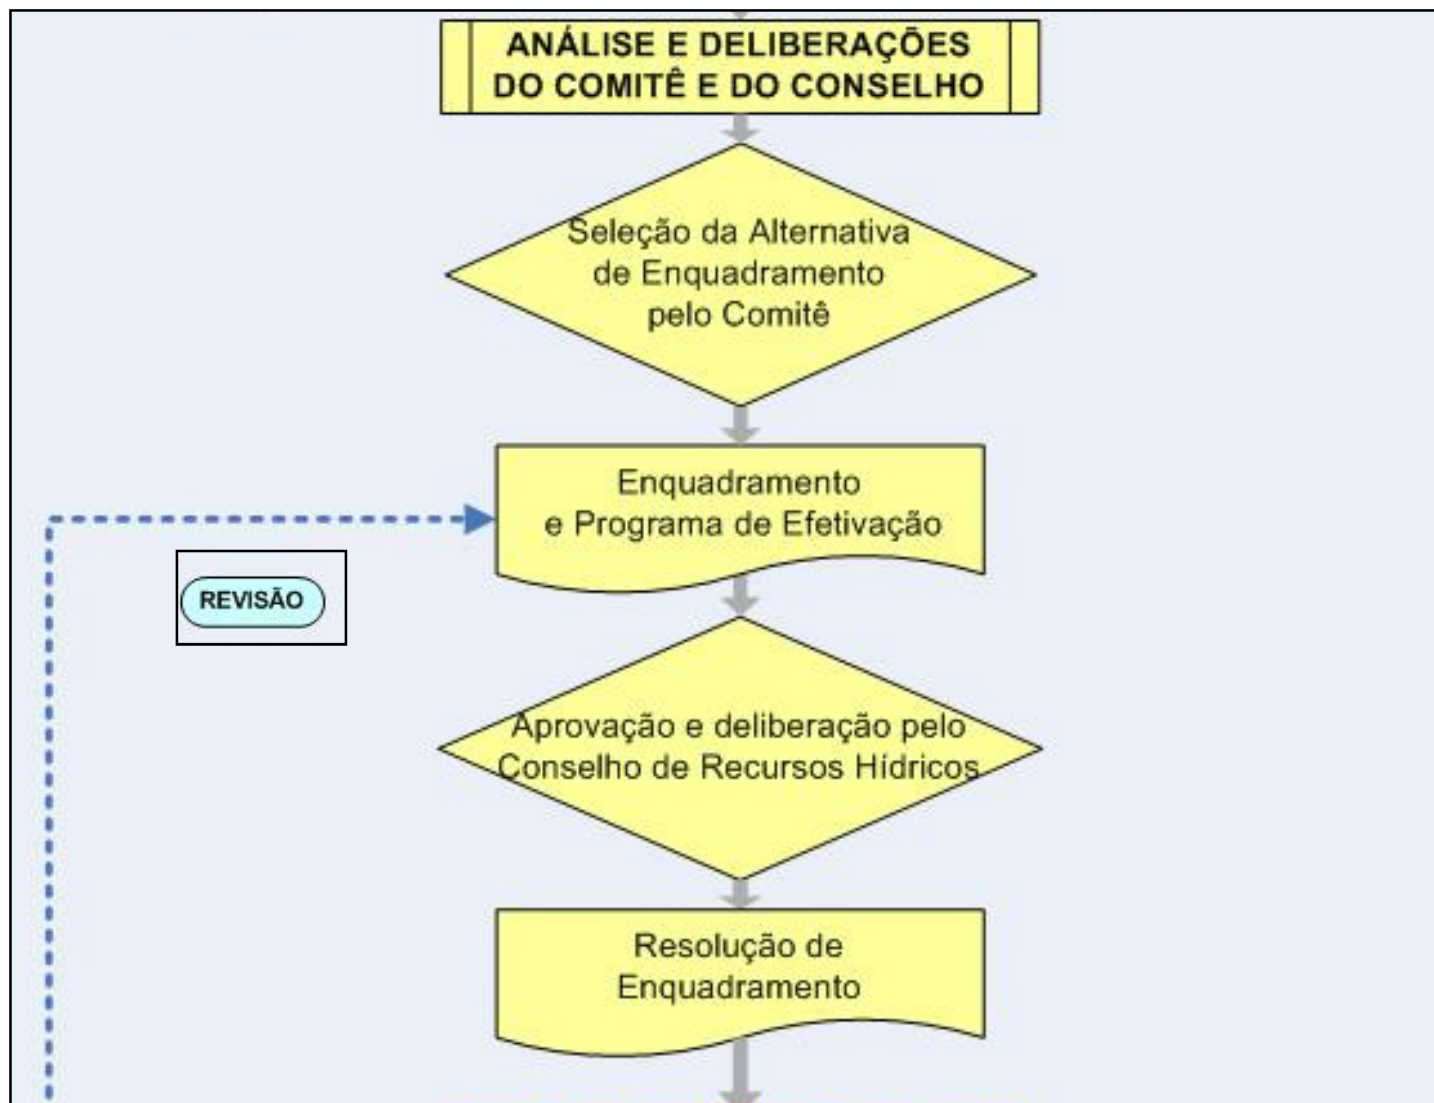 ANÁLISE E DELIBERAÇÕES
DO COMITÊ E DO CONSELHO
Seleção da Alternativa
de Enquadramento
pelo Comitê
Enquadramento
e Programa de Efetivação
REVISÃO
Aprovação e deliberação pelo
Conselho de Recursos Hídricos
Resolução de
Enquadramento